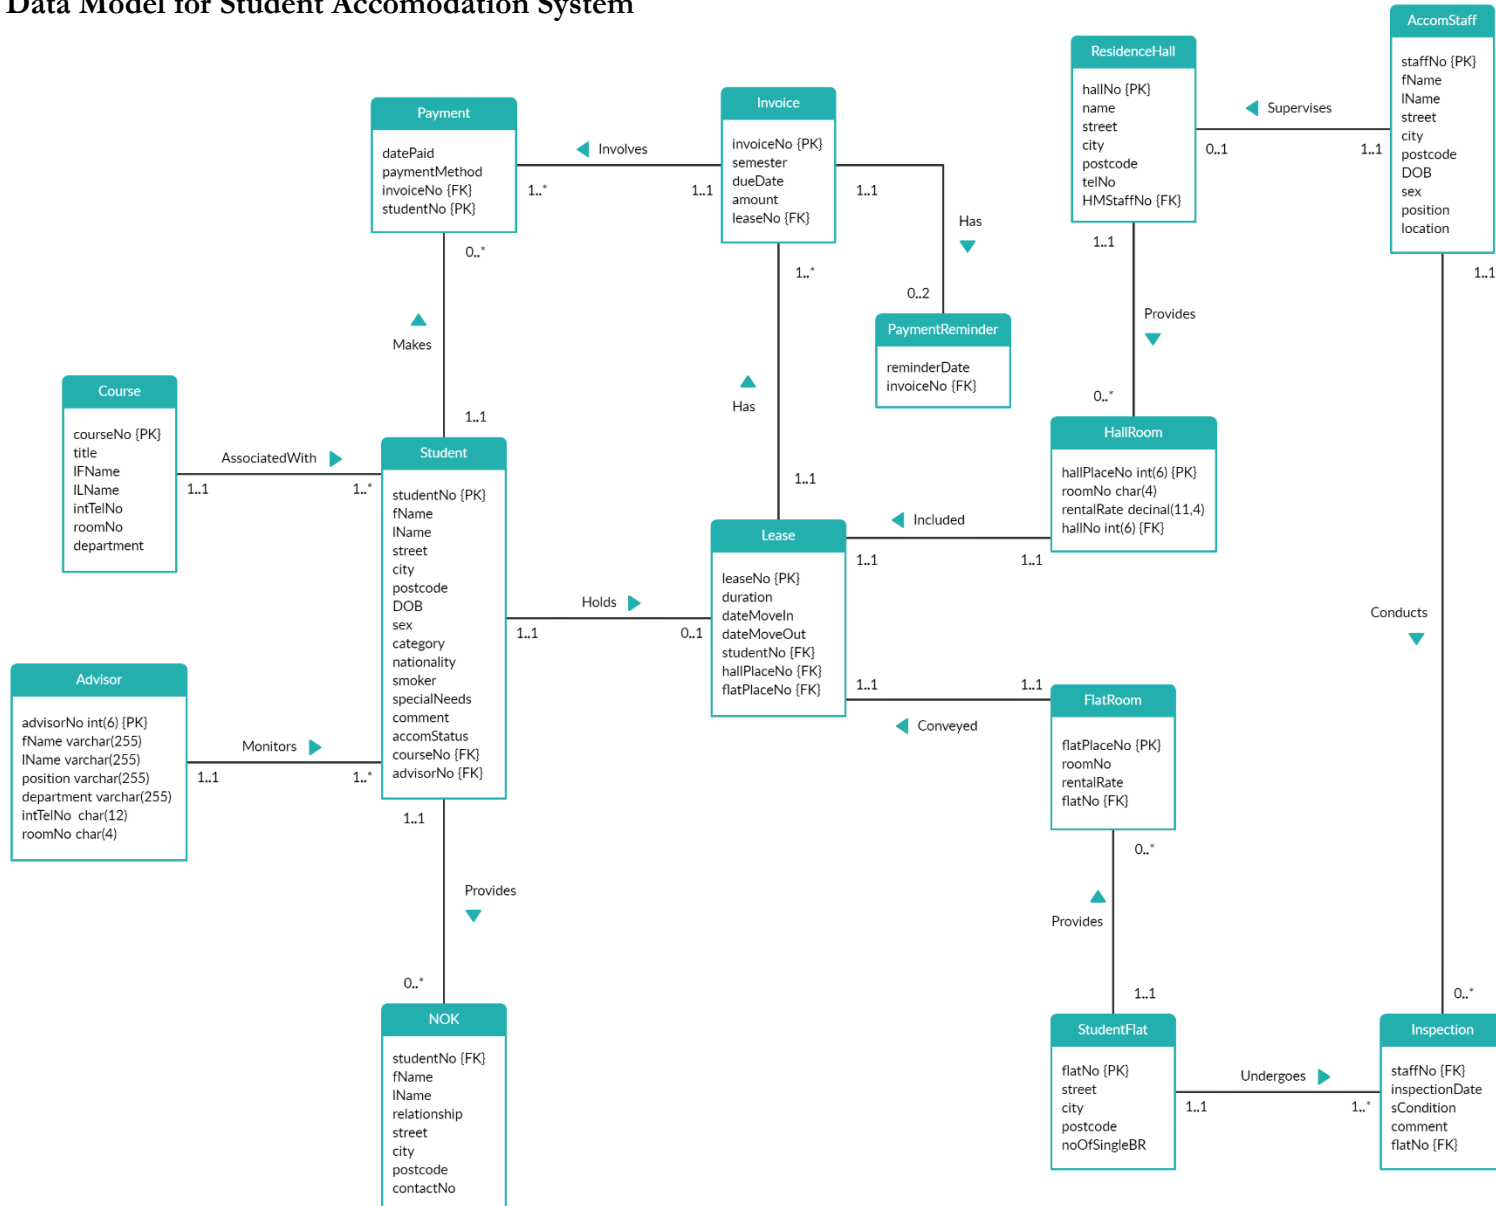 Data Model for Student Accomodation System
AccomStaff
staffNo {PK}
fName
lName
street
city
postcode
DOB
sex
position
location
ResidenceHall
hallNo {PK}
name
street
city
postcode
telNo
HMStaffNo {FK}
Supervises
0..1
1..1
Payment
datePaid
paymentMethod
invoiceNo {FK}
studentNo {PK}
Invoice
invoiceNo {PK}
semester
dueDate
amount
leaseNo {FK}
Involves
1..*
1..1
1..1
Has
0..2
PaymentReminder
reminderDate
invoiceNo {FK}
1..1
Provides
0..*
HallRoom
hallPlaceNo int(6) {PK}
roomNo char(4)
rentalRate decinal(11,4)
hallNo int(6) {FK}
0..*
Makes
1..1
1..*
Has
1..1
Course
courseNo {PK}
title
lFName
lLName
intTelNo
roomNo
department
AssociatedWith
1..1
1..*
Student
studentNo {PK}
fName
lName
street
city
postcode
DOB
sex
category
nationality
smoker
specialNeeds
comment
accomStatus
courseNo {FK}
advisorNo {FK}
Lease
leaseNo {PK}
duration
dateMoveIn
dateMoveOut
studentNo {FK}
hallPlaceNo {FK}
flatPlaceNo {FK}
Included
1..1
1..1
Holds
1..1
0..1
1..1
1..1
Conveyed
1..1
Conducts
0..*
Advisor
advisorNo int(6) {PK}
fName varchar(255)
lName varchar(255)
position varchar(255)
department varchar(255)
intTelNo char(12)
roomNo char(4)
Monitors
1..1
1..*
FlatRoom
flatPlaceNo {PK}
roomNo
rentalRate
flatNo {FK}
0..*
Provides
1..1
1..1
Provides
0..*
NOK
studentNo {FK}
fName
lName
relationship
street
city
postcode
contactNo
StudentFlat
flatNo {PK}
street
city
postcode
noOfSingleBR
Undergoes
1..1
1..*
Inspection
staffNo {FK}
inspectionDate
sCondition
comment
flatNo {FK}